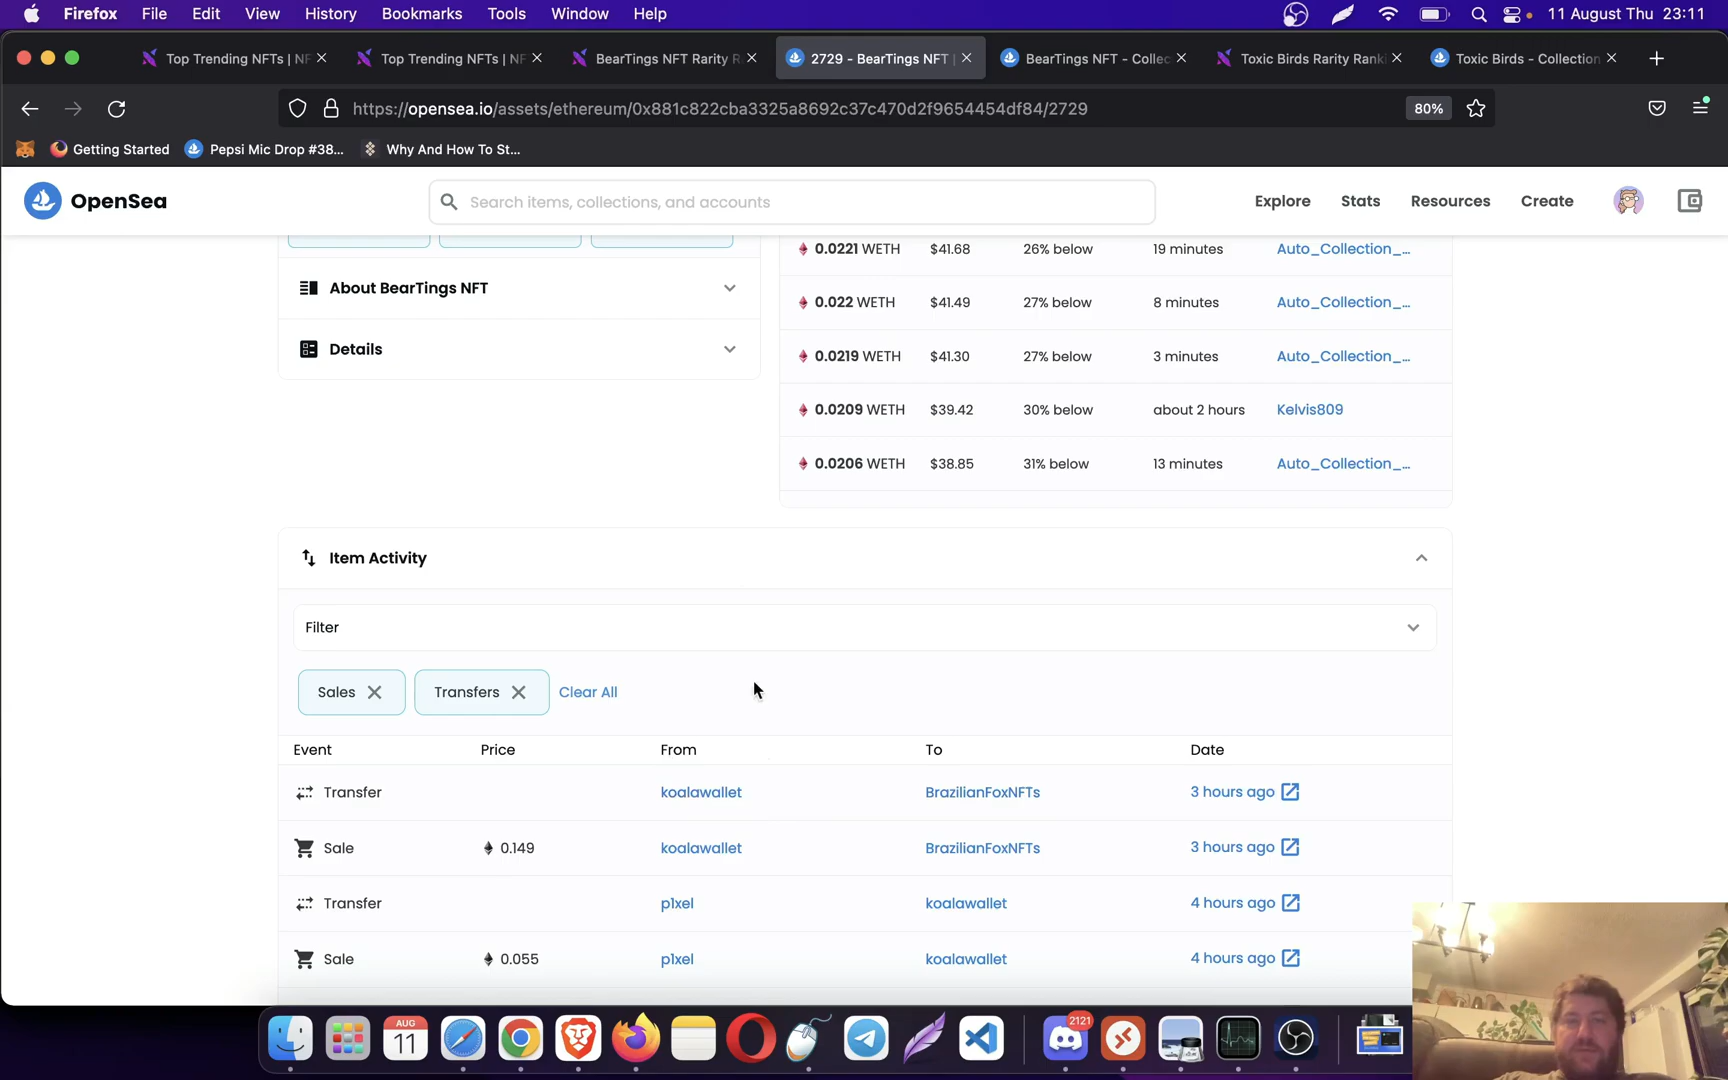 Firefox File Edit View History Bookmarks Tools Window Help 11 August Thu 23:11
Top Trending NFTs | NF Top Trending NFTs | NF BearTings NFT Rarity R 2729 - BearTings NFT | BearTings NFT - Collec Toxic Birds Rarity Ranki Toxic Birds - Collection
https://opensea.io/assets/ethereum/0x881c822cba3325a8692c37c470d2f9654454df84/2729 80%
Getting Started Pepsi Mic Drop #38... Why And How To St...
OpenSea Search items, collections, and accounts Explore Stats Resources Create
0.0221 WETH $41.68 26% below 19 minutes Auto_Collection_...
About BearTings NFT
0.022 WETH $41.49 27% below 8 minutes Auto_Collection_...
Details
0.0219 WETH $41.30 27% below 3 minutes Auto_Collection_...
0.0209 WETH $39.42 30% below about 2 hours Kelvis809
0.0206 WETH $38.85 31% below 13 minutes Auto_Collection_...
Item Activity
Filter
Sales Transfers Clear All
Event Price From To Date
Transfer koalawallet BrazilianFoxNFTs 3 hours ago
Sale 0.149 koalawallet BrazilianFoxNFTs 3 hours ago
Transfer p1xel koalawallet 4 hours ago
Sale 0.055 p1xel koalawallet 4 hours ago
AUG
11
2121